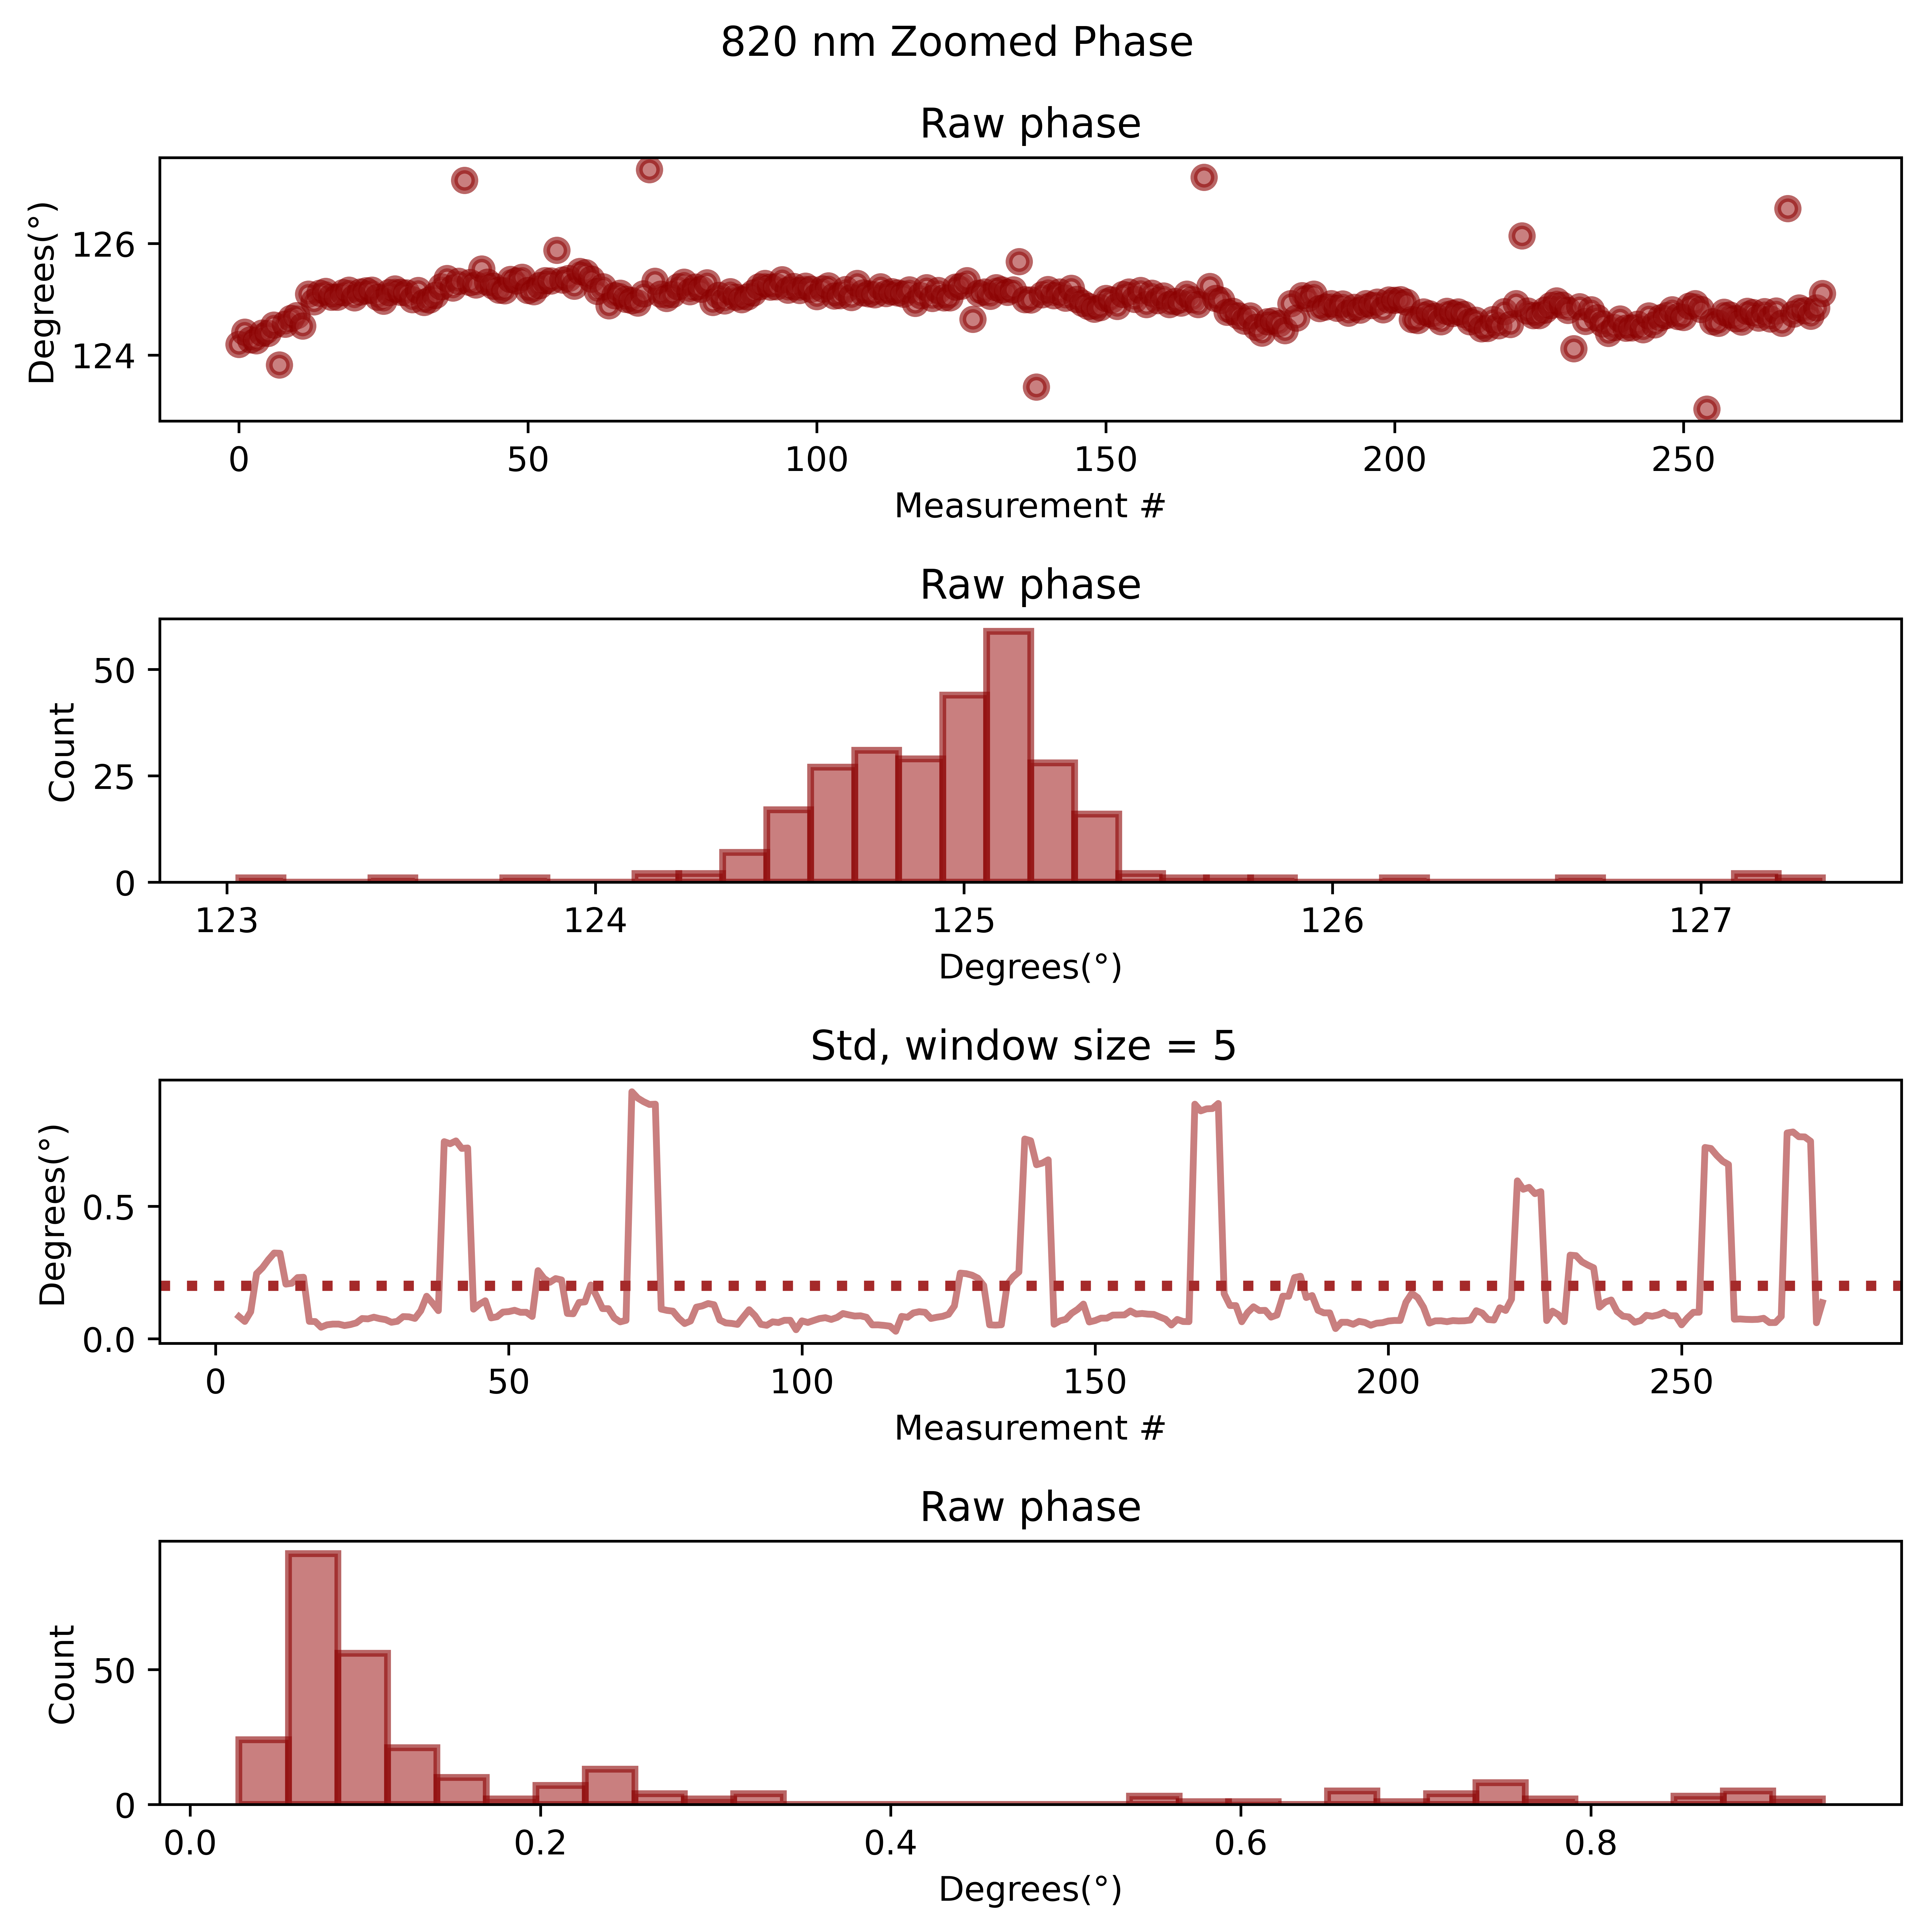 820 nm Zoomed Phase
Raw phase
Degrees(°)
126
124
0 50 100 150 200 250
Measurement #
Raw phase
Count
50
25
0
123 124 125 126 127
Degrees(°)
Std, window size = 5
Degrees(°)
0.5
0.0
0 50 100 150 200 250
Measurement #
Raw phase
Count
50
0
0.0 0.2 0.4 0.6 0.8
Degrees(°)